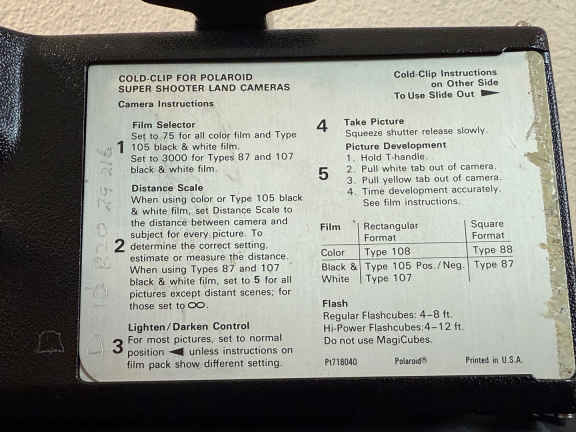 COLD-CLIP FOR POLAROID
SUPER SHOOTER LAND CAMERAS
Camera Instructions
Cold-Clip Instructions
on Other Side
To Use Slide Out
1
Film Selector
Set to 75 for all color film and Type
105 black & white film.
Set to 3000 for Types 87 and 107
black & white film.
2
Distance Scale
When using color or Type 105 black
& white film, set Distance Scale to
the distance between camera and
subject for every picture. To
determine the correct setting,
estimate or measure the distance.
When using Types 87 and 107
black & white film, set to 5 for all
pictures except distant scenes; for
those set to ∞.
3
Lighten/Darken Control
For most pictures, set to normal
position ◀ unless instructions on
film pack show different setting.
4
Take Picture
Squeeze shutter release slowly.
5
Picture Development
1. Hold T-handle.
2. Pull white tab out of camera.
3. Pull yellow tab out of camera.
4. Time development accurately.
See film instructions.
Film Rectangular Format Square Format
Color Type 108 Type 88
Black & White Type 105 Pos./Neg. Type 87
Type 107
Flash
Regular Flashcubes: 4-8 ft.
Hi-Power Flashcubes: 4-12 ft.
Do not use MagiCubes.
Pt718040 Polaroid® Printed in U.S.A.